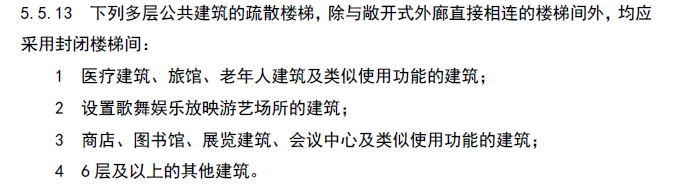 5.5.13 下列多层公共建筑的疏散楼梯，除与敞开式外廊直接相连的楼梯间外，均应
采用封闭楼梯间：
1 医疗建筑、旅馆、老年人建筑及类似使用功能的建筑；
2 设置歌舞娱乐放映游艺场所的建筑；
3 商店、图书馆、展览建筑、会议中心及类似使用功能的建筑；
4 6层及以上的其他建筑。